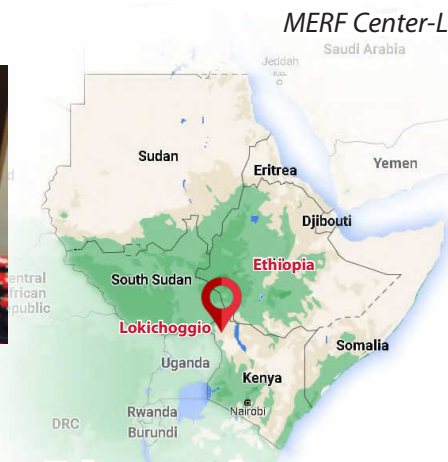 MERF Center-L
Jeddah
Saudi Arabia
Sudan
Eritrea
Yemen
Djibouti
Ethiopia
South Sudan
entral
frican
public
Lokichoggio
Somalia
Uganda
Kenya
Nairobi
DRC
Rwanda
Burundi